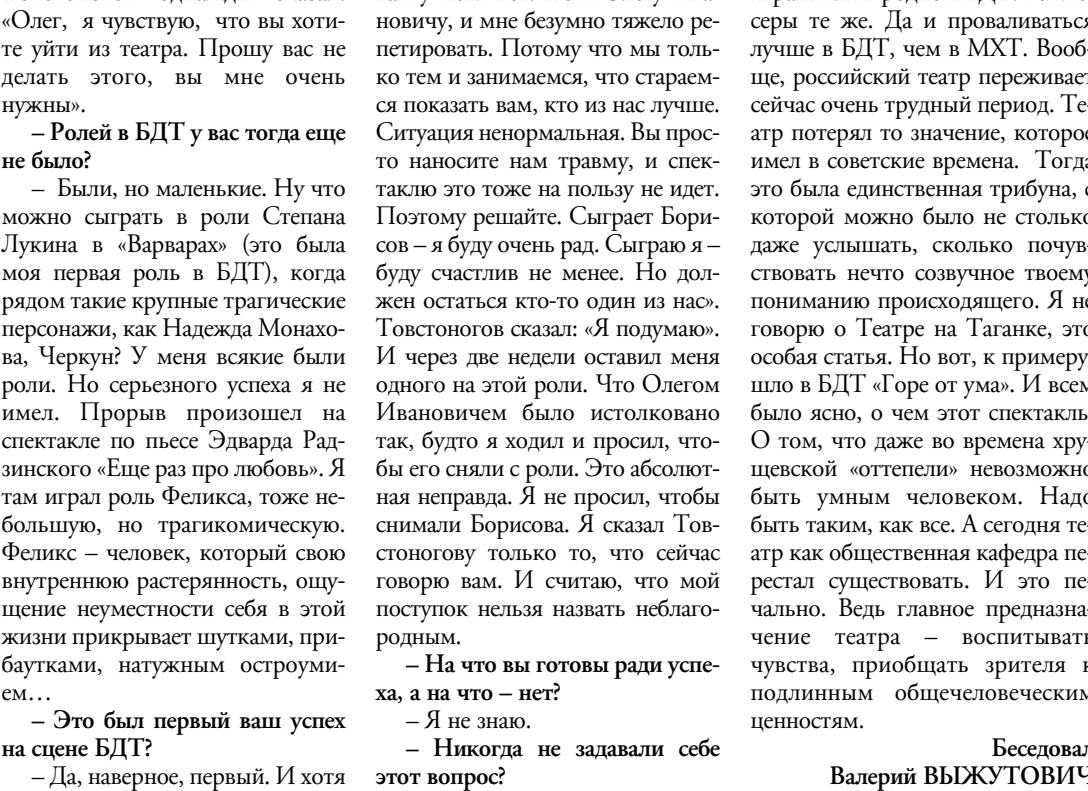 «Олег, я чувствую, что вы хоти-
те уйти из театра. Прошу вас не
делать этого, вы мне очень
нужны».
– Ролей в БДТ у вас тогда еще
не было?
– Были, но маленькие. Ну что
можно сыграть в роли Степана
Лукина в «Варварах» (это была
моя первая роль в БДТ), когда
рядом такие крупные трагические
персонажи, как Надежда Монахо-
ва, Черкун? У меня всякие были
роли. Но серьезного успеха я не
имел. Прорыв произошел на
спектакле по пьесе Эдварда Рад-
зинского «Еще раз про любовь». Я
там играл роль Феликса, тоже не-
большую, но трагикомическую.
Феликс – человек, который свою
внутреннюю растерянность, ощу-
щение неуместности себя в этой
жизни прикрывает шутками, при-
баутками, натужным остроуми-
ем…
– Это был первый ваш успех
на сцене БДТ?
– Да, наверное, первый. И хотя
новичу, и мне безумно тяжело ре-
петировать. Потому что мы толь-
ко тем и занимаемся, что стараем-
ся показать вам, кто из нас лучше.
Ситуация ненормальная. Вы прос-
то наносите нам травму, и спек-
таклю это тоже на пользу не идет.
Поэтому решайте. Сыграет Бори-
сов – я буду очень рад. Сыграю я –
буду счастлив не менее. Но дол-
жен остаться кто-то один из нас».
Товстоногов сказал: «Я подумаю».
И через две недели оставил меня
одного на этой роли. Что Олегом
Ивановичем было истолковано
так, будто я ходил и просил, что-
бы его сняли с роли. Это абсолют-
ная неправда. Я не просил, чтобы
снимали Борисова. Я сказал Тов-
стоногову только то, что сейчас
говорю вам. И считаю, что мой
поступок нельзя назвать неблаго-
родным.
– На что вы готовы ради успе-
ха, а на что – нет?
– Я не знаю.
– Никогда не задавали себе
этот вопрос?
серы те же. Да и проваливаться
лучше в БДТ, чем в МХТ. Вооб-
ще, российский театр переживает
сейчас очень трудный период. Те-
атр потерял то значение, которое
имел в советские времена. Тогда
это была единственная трибуна, с
которой можно было не столько
даже услышать, сколько почув-
ствовать нечто созвучное твоему
пониманию происходящего. Я не
говорю о Театре на Таганке, это
особая статья. Но вот, к примеру,
шло в БДТ «Горе от ума». И всем
было ясно, о чем этот спектакль.
О том, что даже во времена хру-
щевской «оттепели» невозможно
быть умным человеком. Надо
быть таким, как все. А сегодня те-
атр как общественная кафедра пе-
рестал существовать. И это пе-
чально. Ведь главное предназна-
чение театра – воспитывать
чувства, приобщать зрителя к
подлинным общечеловеческим
ценностям.
Беседовал
Валерий ВЫЖУТОВИЧ